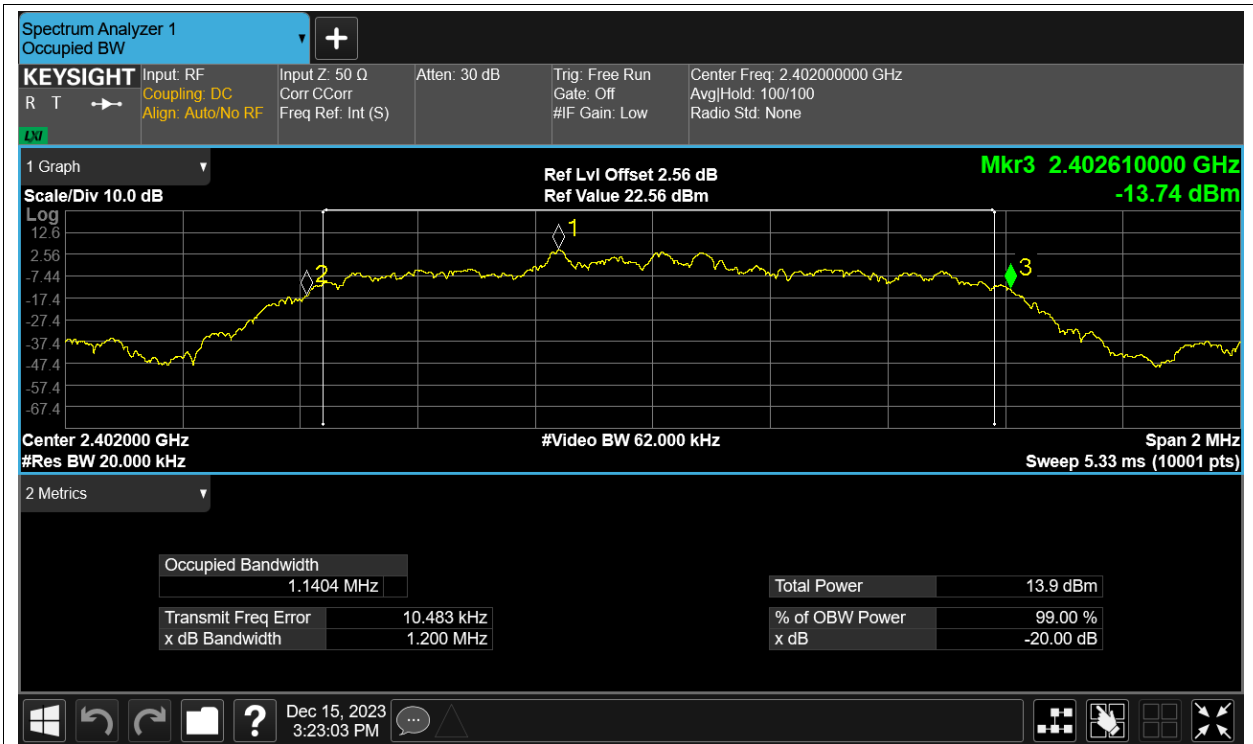 Spectrum Analyzer 1
Occupied BW
KEYSIGHT
R T
LXI
Input: RF
Coupling: DC
Align: Auto/No RF
Input Z: 50 Ω
Corr CCorr
Freq Ref: Int (S)
Atten: 30 dB
Trig: Free Run
Gate: Off
#IF Gain: Low
Center Freq: 2.402000000 GHz
Avg|Hold: 100/100
Radio Std: None
1 Graph
Scale/Div 10.0 dB
Ref Lvl Offset 2.56 dB
Ref Value 22.56 dBm
Mkr3 2.402610000 GHz
-13.74 dBm
Log
12.6
2.56
-7.44
-17.4
-27.4
-37.4
-47.4
-57.4
-67.4
1
2
3
Center 2.402000 GHz
#Video BW 62.000 kHz
Span 2 MHz
#Res BW 20.000 kHz
Sweep 5.33 ms (10001 pts)
2 Metrics
Occupied Bandwidth
1.1404 MHz
Transmit Freq Error 10.483 kHz
x dB Bandwidth 1.200 MHz
Total Power 13.9 dBm
% of OBW Power 99.00 %
x dB -20.00 dB
?
Dec 15, 2023
3:23:03 PM